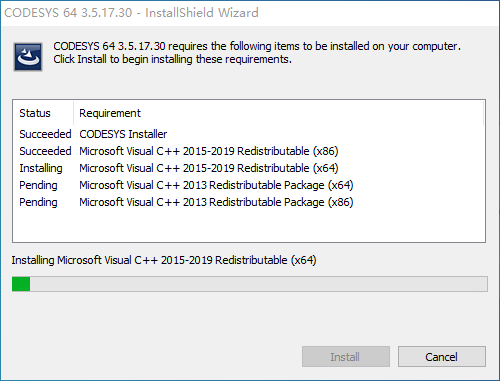 CODESYS 64 3.5.17.30 - InstallShield Wizard
CODESYS 64 3.5.17.30 requires the following items to be installed on your computer.
Click Install to begin installing these requirements.
Status Requirement
Succeeded CODESYS Installer
Succeeded Microsoft Visual C++ 2015-2019 Redistributable (x86)
Installing Microsoft Visual C++ 2015-2019 Redistributable (x64)
Pending Microsoft Visual C++ 2013 Redistributable Package (x64)
Pending Microsoft Visual C++ 2013 Redistributable Package (x86)
Installing Microsoft Visual C++ 2015-2019 Redistributable (x64)
Install Cancel